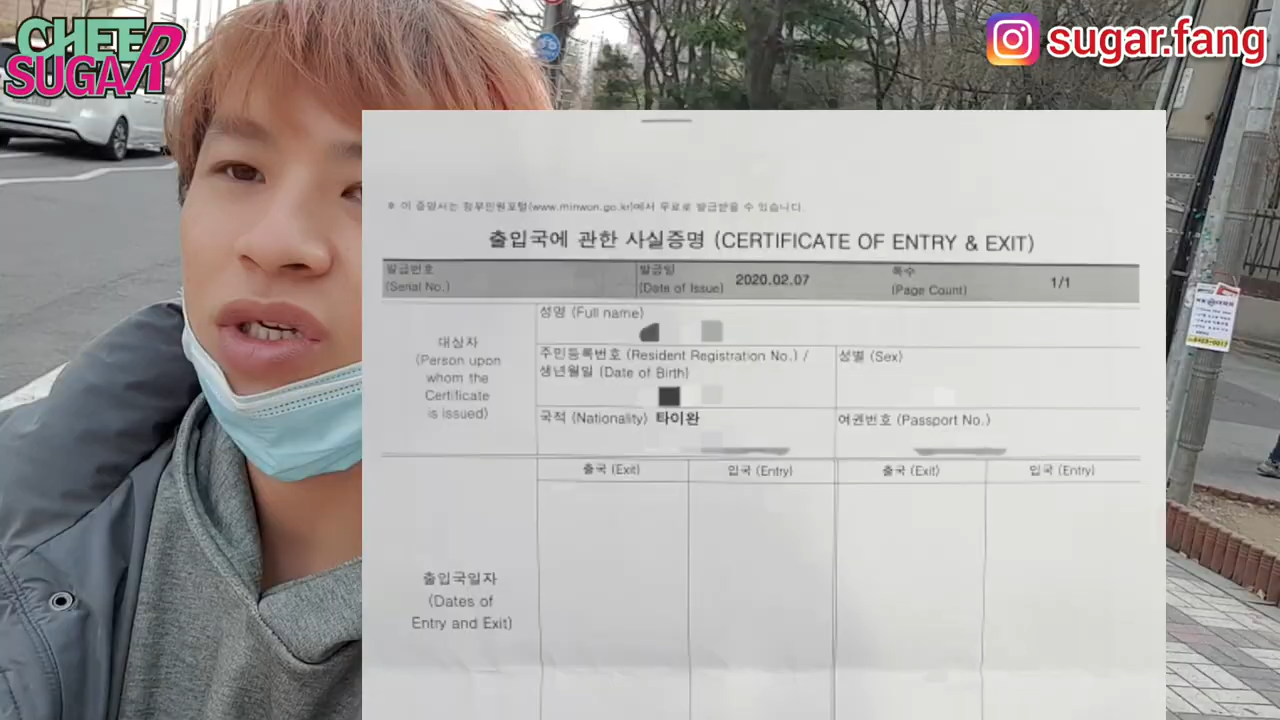 CHEER
SUGAR
sugar.fang
※ 이 증명서는 정부민원포털(www.minwon.go.kr)에서 무료로 발급받을 수 있습니다.
출입국에 관한 사실증명 (CERTIFICATE OF ENTRY & EXIT)
발급번호
(Serial No.)
발급일
(Date of Issue) 2020.02.07
쪽수
(Page Count) 1/1
대상자
(Person upon
whom the
Certificate
is issued)
성명 (Full name)
주민등록번호 (Resident Registration No.) /
생년월일 (Date of Birth)
성별 (Sex)
국적 (Nationality) 타이완
여권번호 (Passport No.)
출국 (Exit) 입국 (Entry) 출국 (Exit) 입국 (Entry)
출입국일자
(Dates of
Entry and Exit)